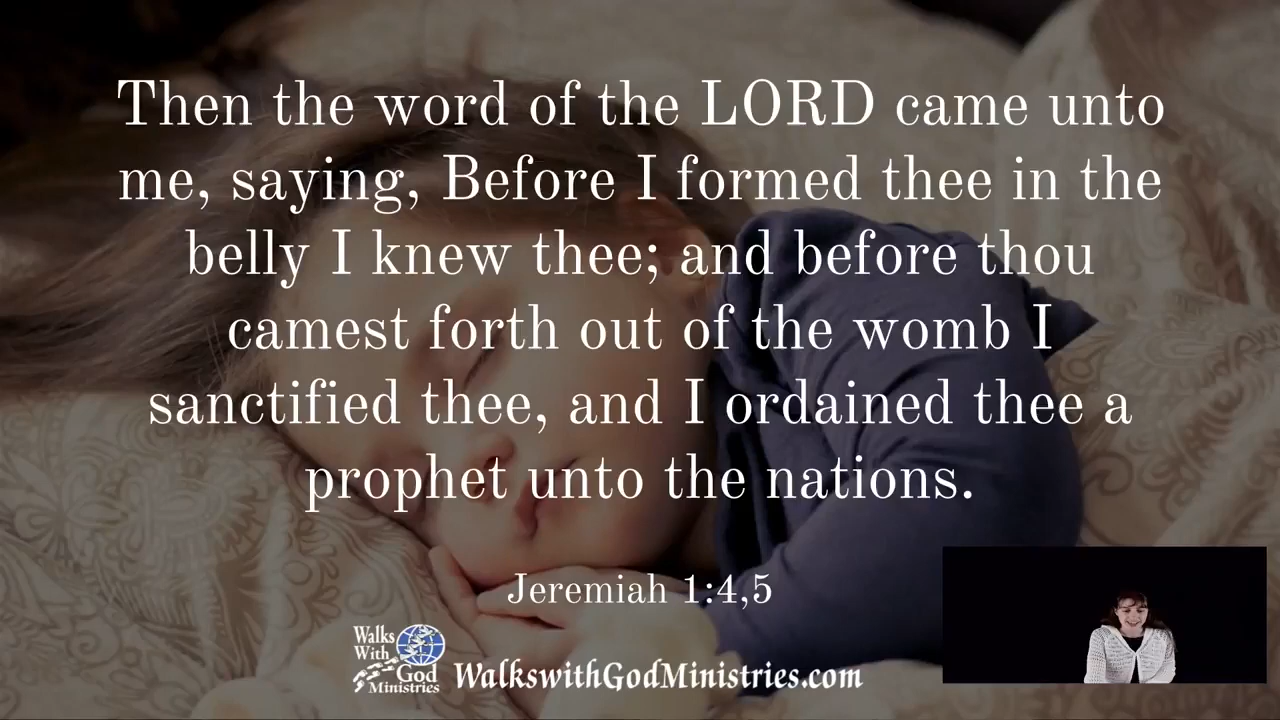 Then the word of the LORD came unto
me, saying, Before I formed thee in the
belly I knew thee; and before thou
camest forth out of the womb I
sanctified thee, and I ordained thee a
prophet unto the nations.
Jeremiah 1:4,5
Walks
With
God
Ministries
WalkswithGodMinistries.com